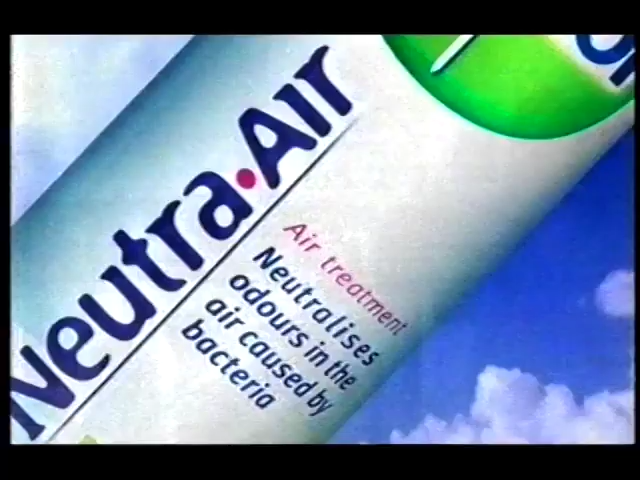 Neutra·Air
Air treatment
Neutralises
odours in the
air caused by
bacteria